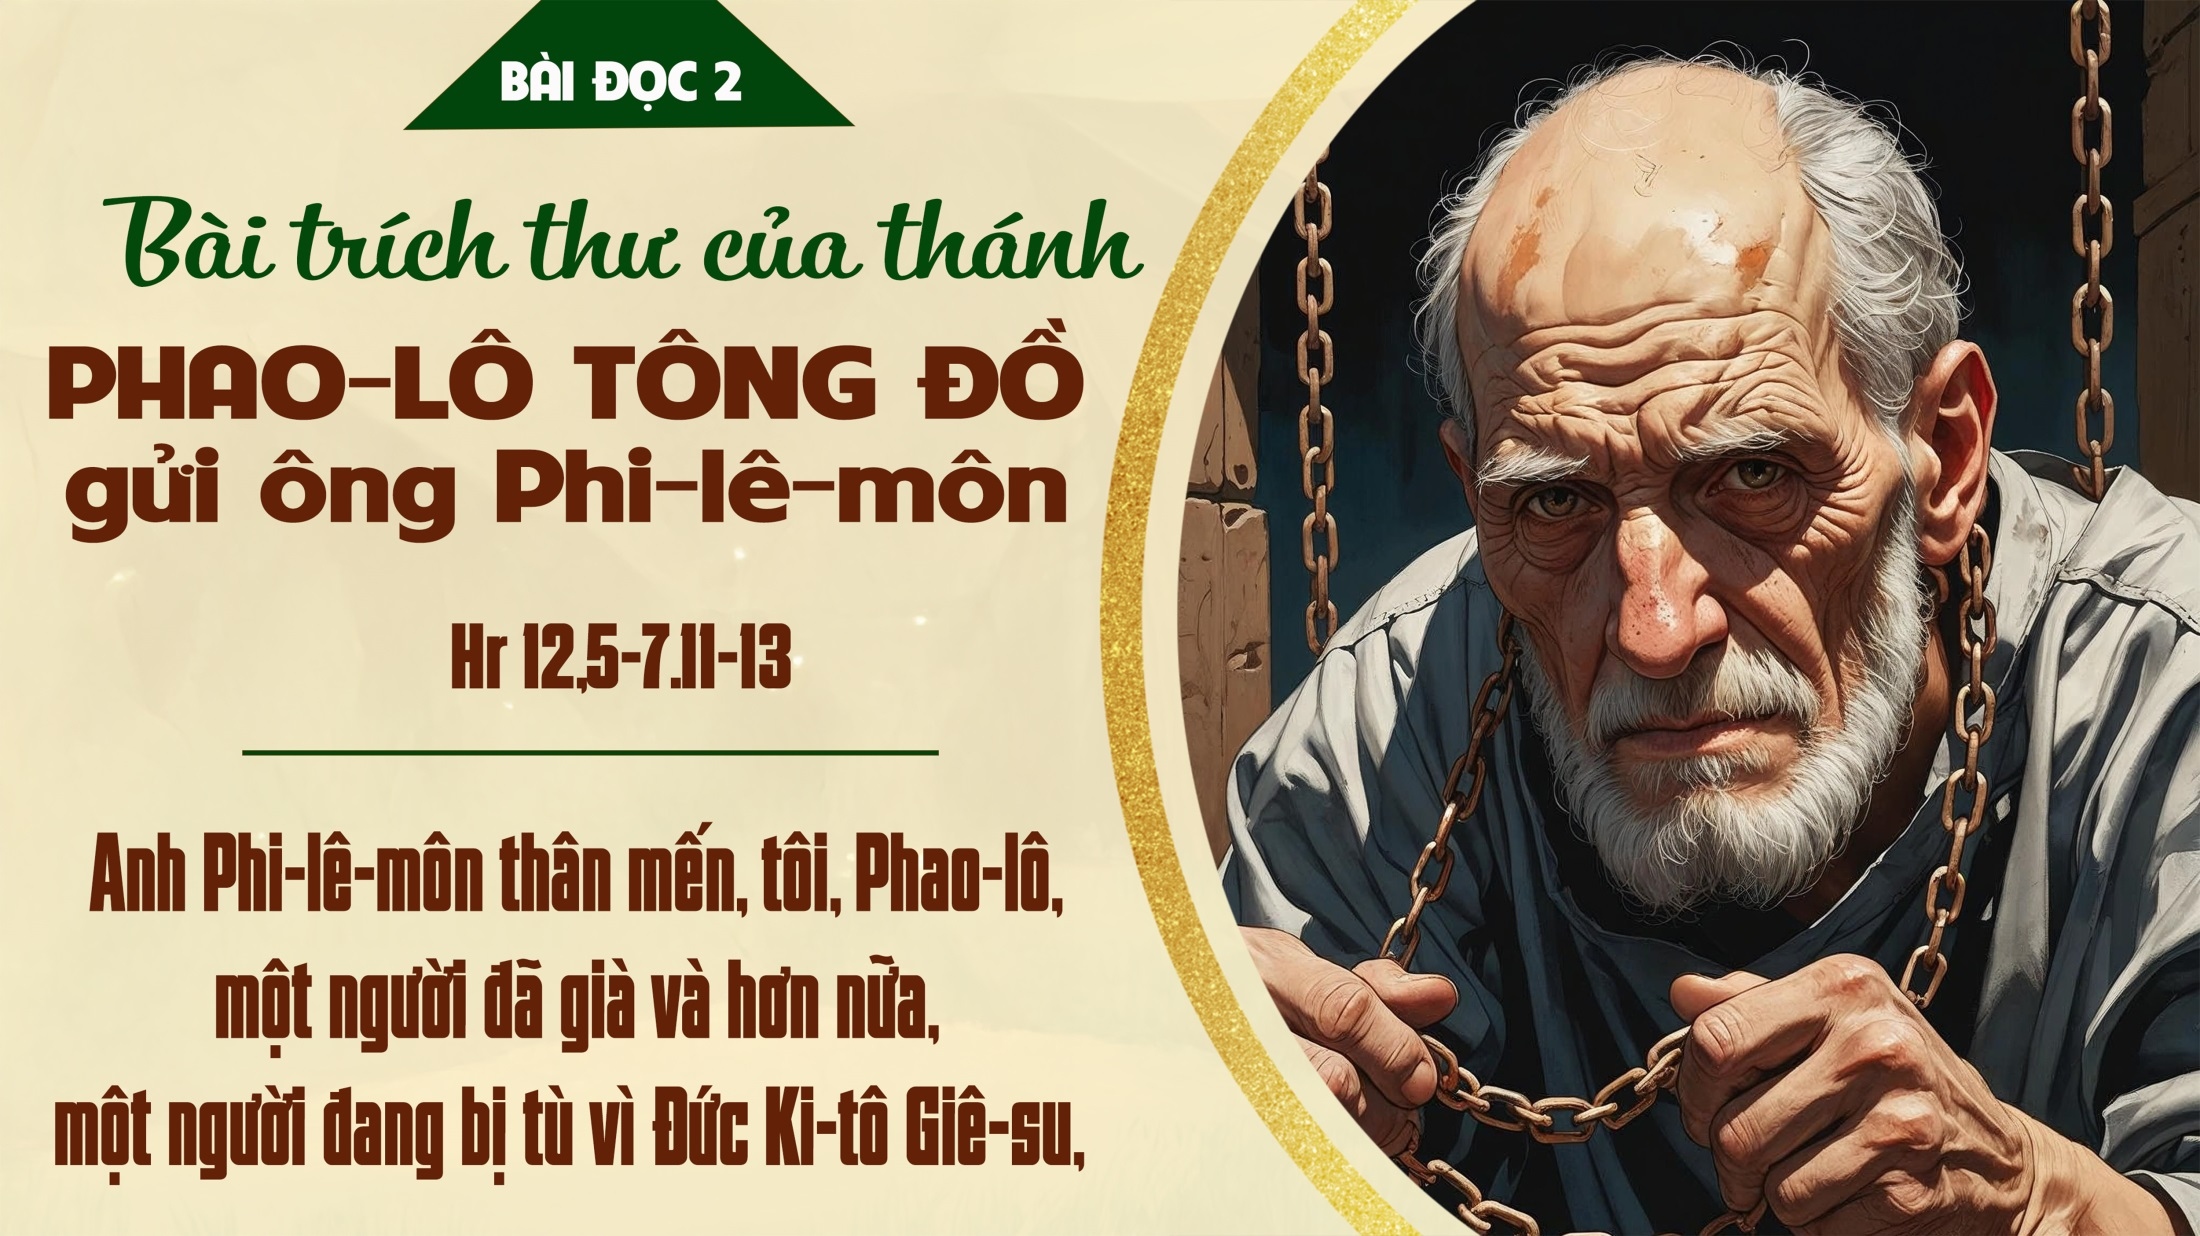 BÀI ĐỌC 2
Bài trích thư của thánh
PHAO-LÔ TÔNG ĐỒ
gửi ông Phi-lê-môn
Hr 12,5-7.11-13
Anh Phi-lê-môn thân mến, tôi, Phao-lô,
một người đã già và hơn nữa,
một người đang bị tù vì Đức Ki-tô Giê-su,